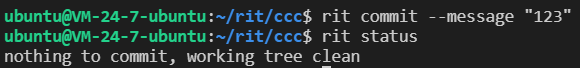 ubuntu@VM-24-7-ubuntu:~/rit/ccc$ rit commit --message "123"
ubuntu@VM-24-7-ubuntu:~/rit/ccc$ rit status
nothing to commit, working tree clean